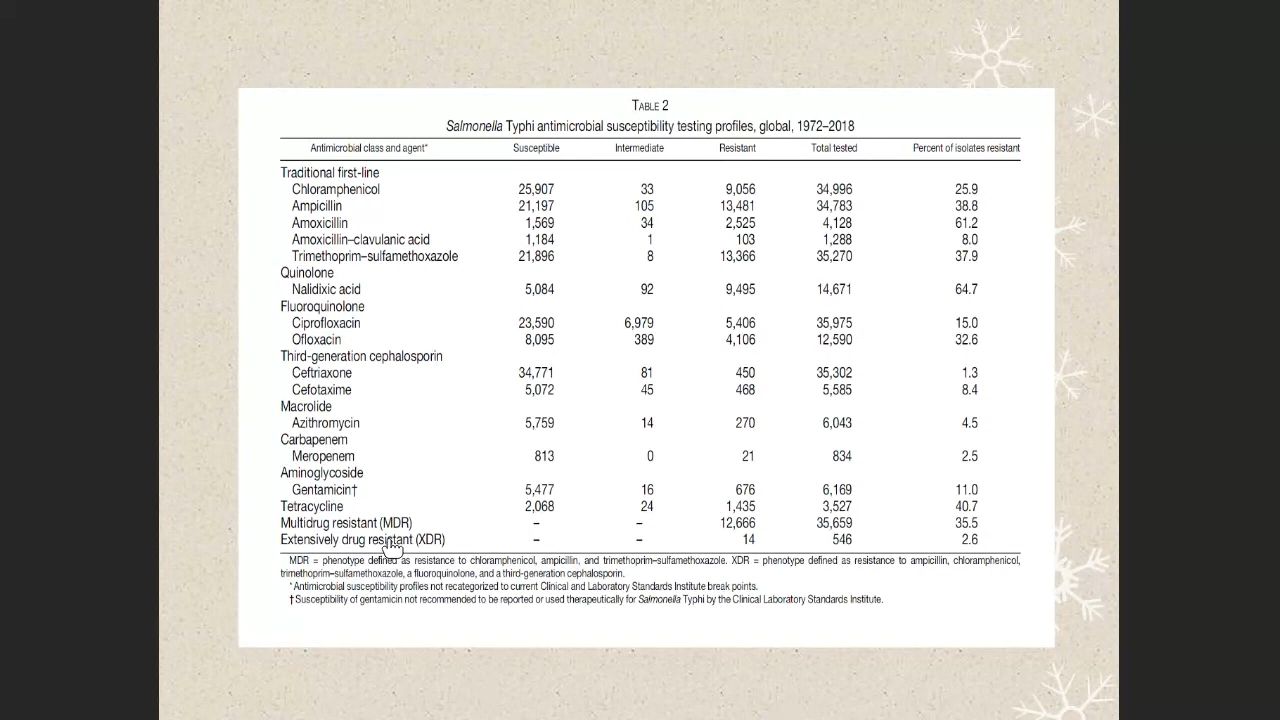 TABLE 2
Salmonella Typhi antimicrobial susceptibility testing profiles, global, 1972–2018
Antimicrobial class and agent* Susceptible Intermediate Resistant Total tested Percent of isolates resistant
Traditional first-line
Chloramphenicol 25,907 33 9,056 34,996 25.9
Ampicillin 21,197 105 13,481 34,783 38.8
Amoxicillin 1,569 34 2,525 4,128 61.2
Amoxicillin–clavulanic acid 1,184 1 103 1,288 8.0
Trimethoprim–sulfamethoxazole 21,896 8 13,366 35,270 37.9
Quinolone
Nalidixic acid 5,084 92 9,495 14,671 64.7
Fluoroquinolone
Ciprofloxacin 23,590 6,979 5,406 35,975 15.0
Ofloxacin 8,095 389 4,106 12,590 32.6
Third-generation cephalosporin
Ceftriaxone 34,771 81 450 35,302 1.3
Cefotaxime 5,072 45 468 5,585 8.4
Macrolide
Azithromycin 5,759 14 270 6,043 4.5
Carbapenem
Meropenem 813 0 21 834 2.5
Aminoglycoside
Gentamicin† 5,477 16 676 6,169 11.0
Tetracycline 2,068 24 1,435 3,527 40.7
Multidrug resistant (MDR) – – 12,666 35,659 35.5
Extensively drug resistant (XDR) – – 14 546 2.6
MDR = phenotype defined as resistance to chloramphenicol, ampicillin, and trimethoprim–sulfamethoxazole. XDR = phenotype defined as resistance to ampicillin, chloramphenicol,
trimethoprim–sulfamethoxazole, a fluoroquinolone, and a third-generation cephalosporin.
* Antimicrobial susceptibility profiles not recategorized to current Clinical and Laboratory Standards Institute break points.
† Susceptibility of gentamicin not recommended to be reported or used therapeutically for Salmonella Typhi by the Clinical Laboratory Standards Institute.